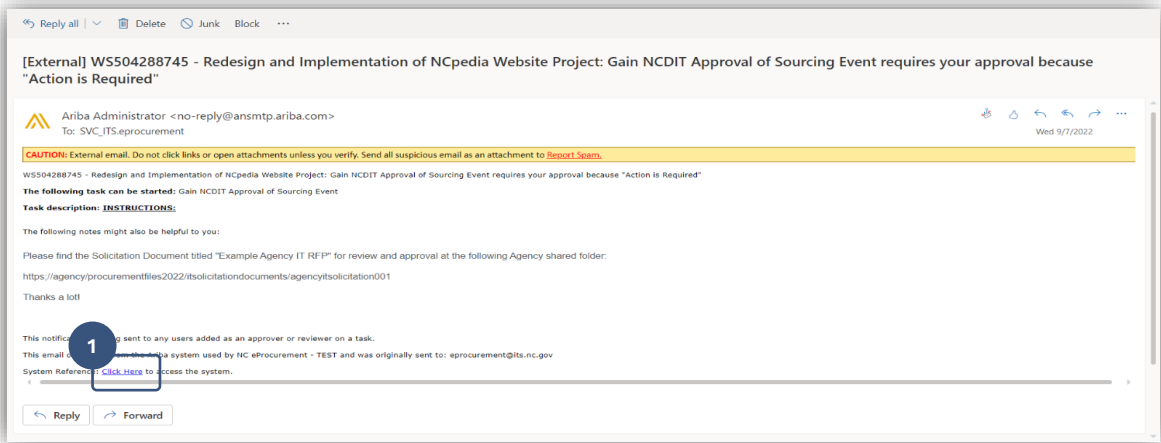 Reply all Delete Junk Block ...
[External] WS504288745 - Redesign and Implementation of NCpedia Website Project: Gain NCDIT Approval of Sourcing Event requires your approval because
"Action is Required"
Ariba Administrator <no-reply@ansmtp.ariba.com>
To: SVC_ITS.eprocurement
Wed 9/7/2022
CAUTION: External email. Do not click links or open attachments unless you verify. Send all suspicious email as an attachment to Report Spam.
WS504288745 - Redesign and Implementation of NCpedia Website Project: Gain NCDIT Approval of Sourcing Event requires your approval because "Action is Required"
The following task can be started: Gain NCDIT Approval of Sourcing Event
Task description: INSTRUCTIONS:
The following notes might also be helpful to you:
Please find the Solicitation Document titled "Example Agency IT RFP" for review and approval at the following Agency shared folder:
https;/agency/procurementfiles2022/itsolicitationdocuments/agencyitsolicitation001
Thanks a lot!
This sent to any users added as an approver or reviewer on a task.
1
This email the Ariba system used by NC eProcurement - TEST and was originally sent to: eprocurement@its.nc.gov
System Reference: Click Here to access the system.
Reply Forward